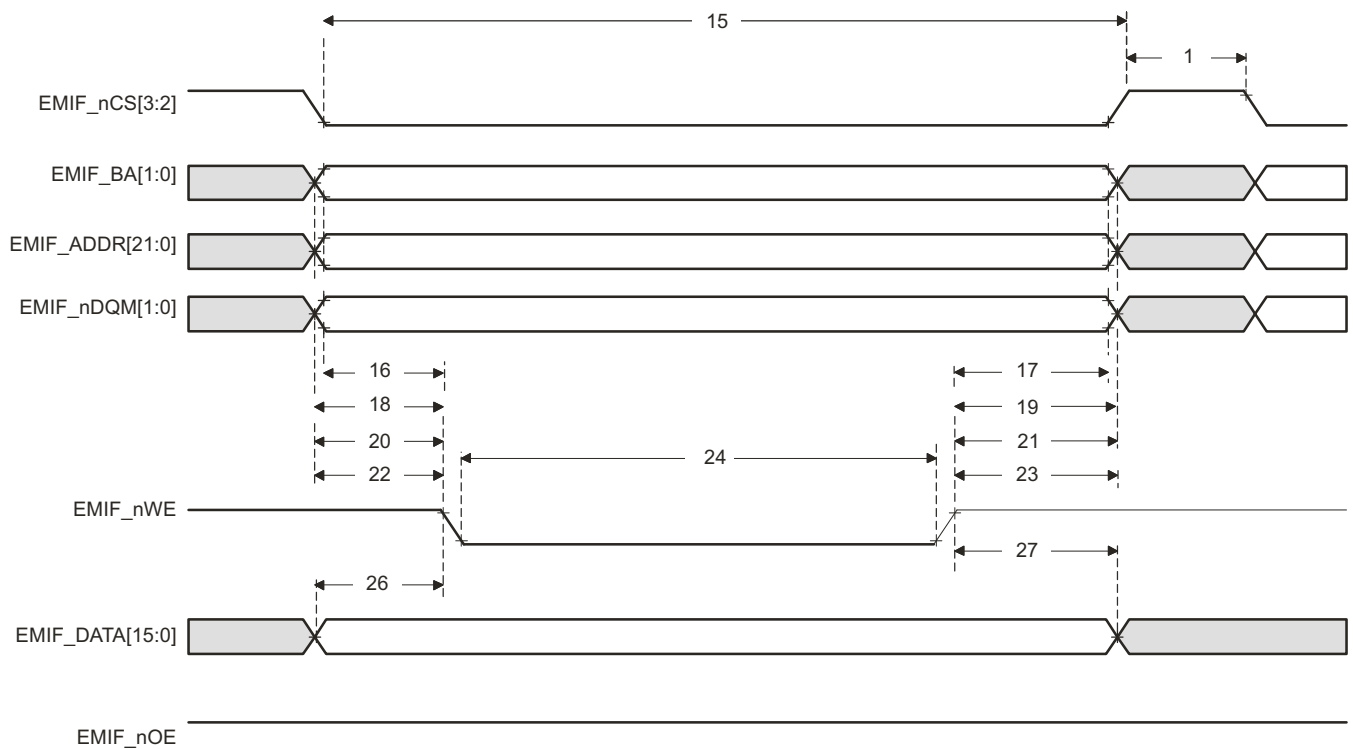 15
1
EMIF_nCS[3:2]
EMIF_BA[1:0]
EMIF_ADDR[21:0]
EMIF_nDQM[1:0]
16
17
18
19
20
21
22
23
24
EMIF_nWE
27
26
EMIF_DATA[15:0]
EMIF_nOE